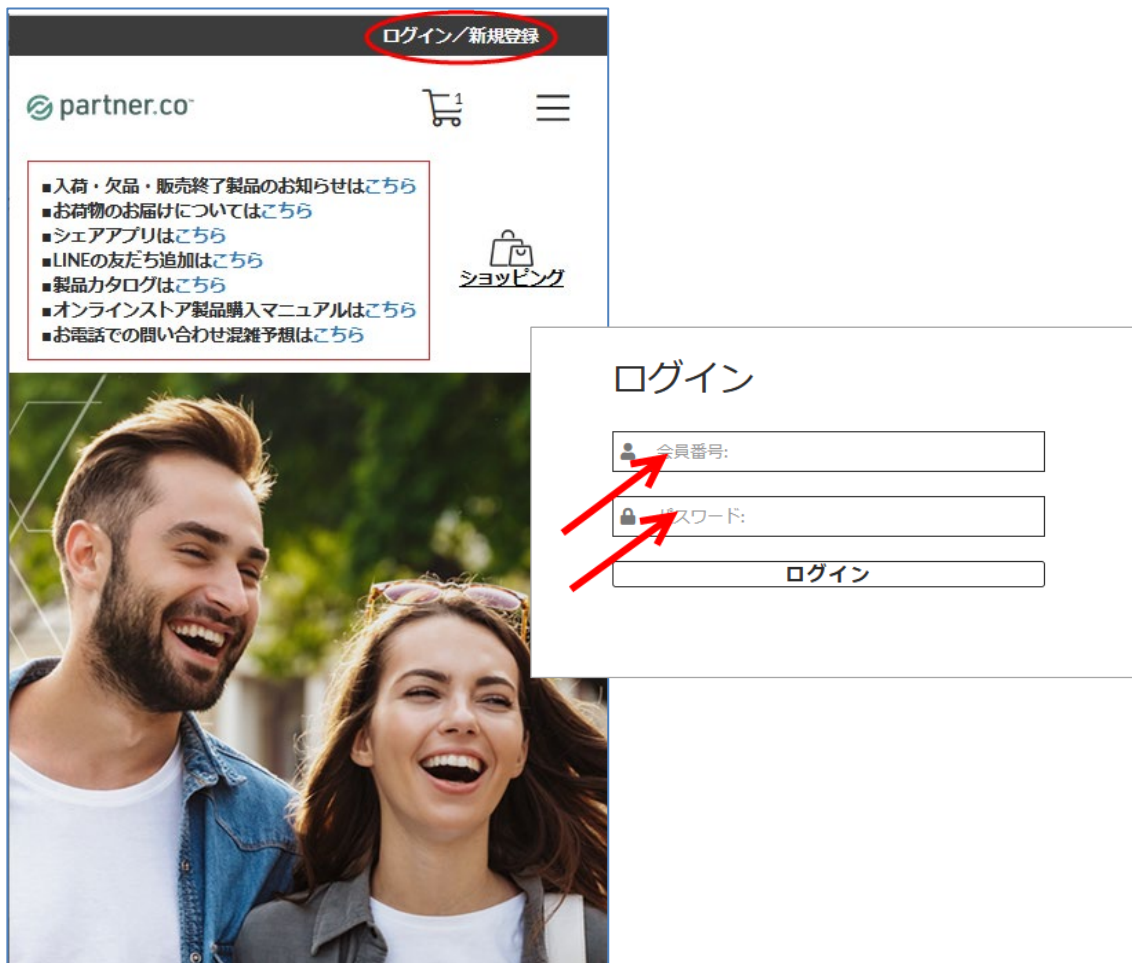 ログイン／新規登録
partner.co
1
■入荷・欠品・販売終了製品のお知らせはこちら
■お荷物のお届けについてはこちら
■シェアアプリはこちら
■LINEの友だち追加はこちら
■製品カタログはこちら
■オンラインストア製品購入マニュアルはこちら
■お電話での問い合わせ混雑予想はこちら
ショッピング
ログイン
会員番号:
パスワード:
ログイン